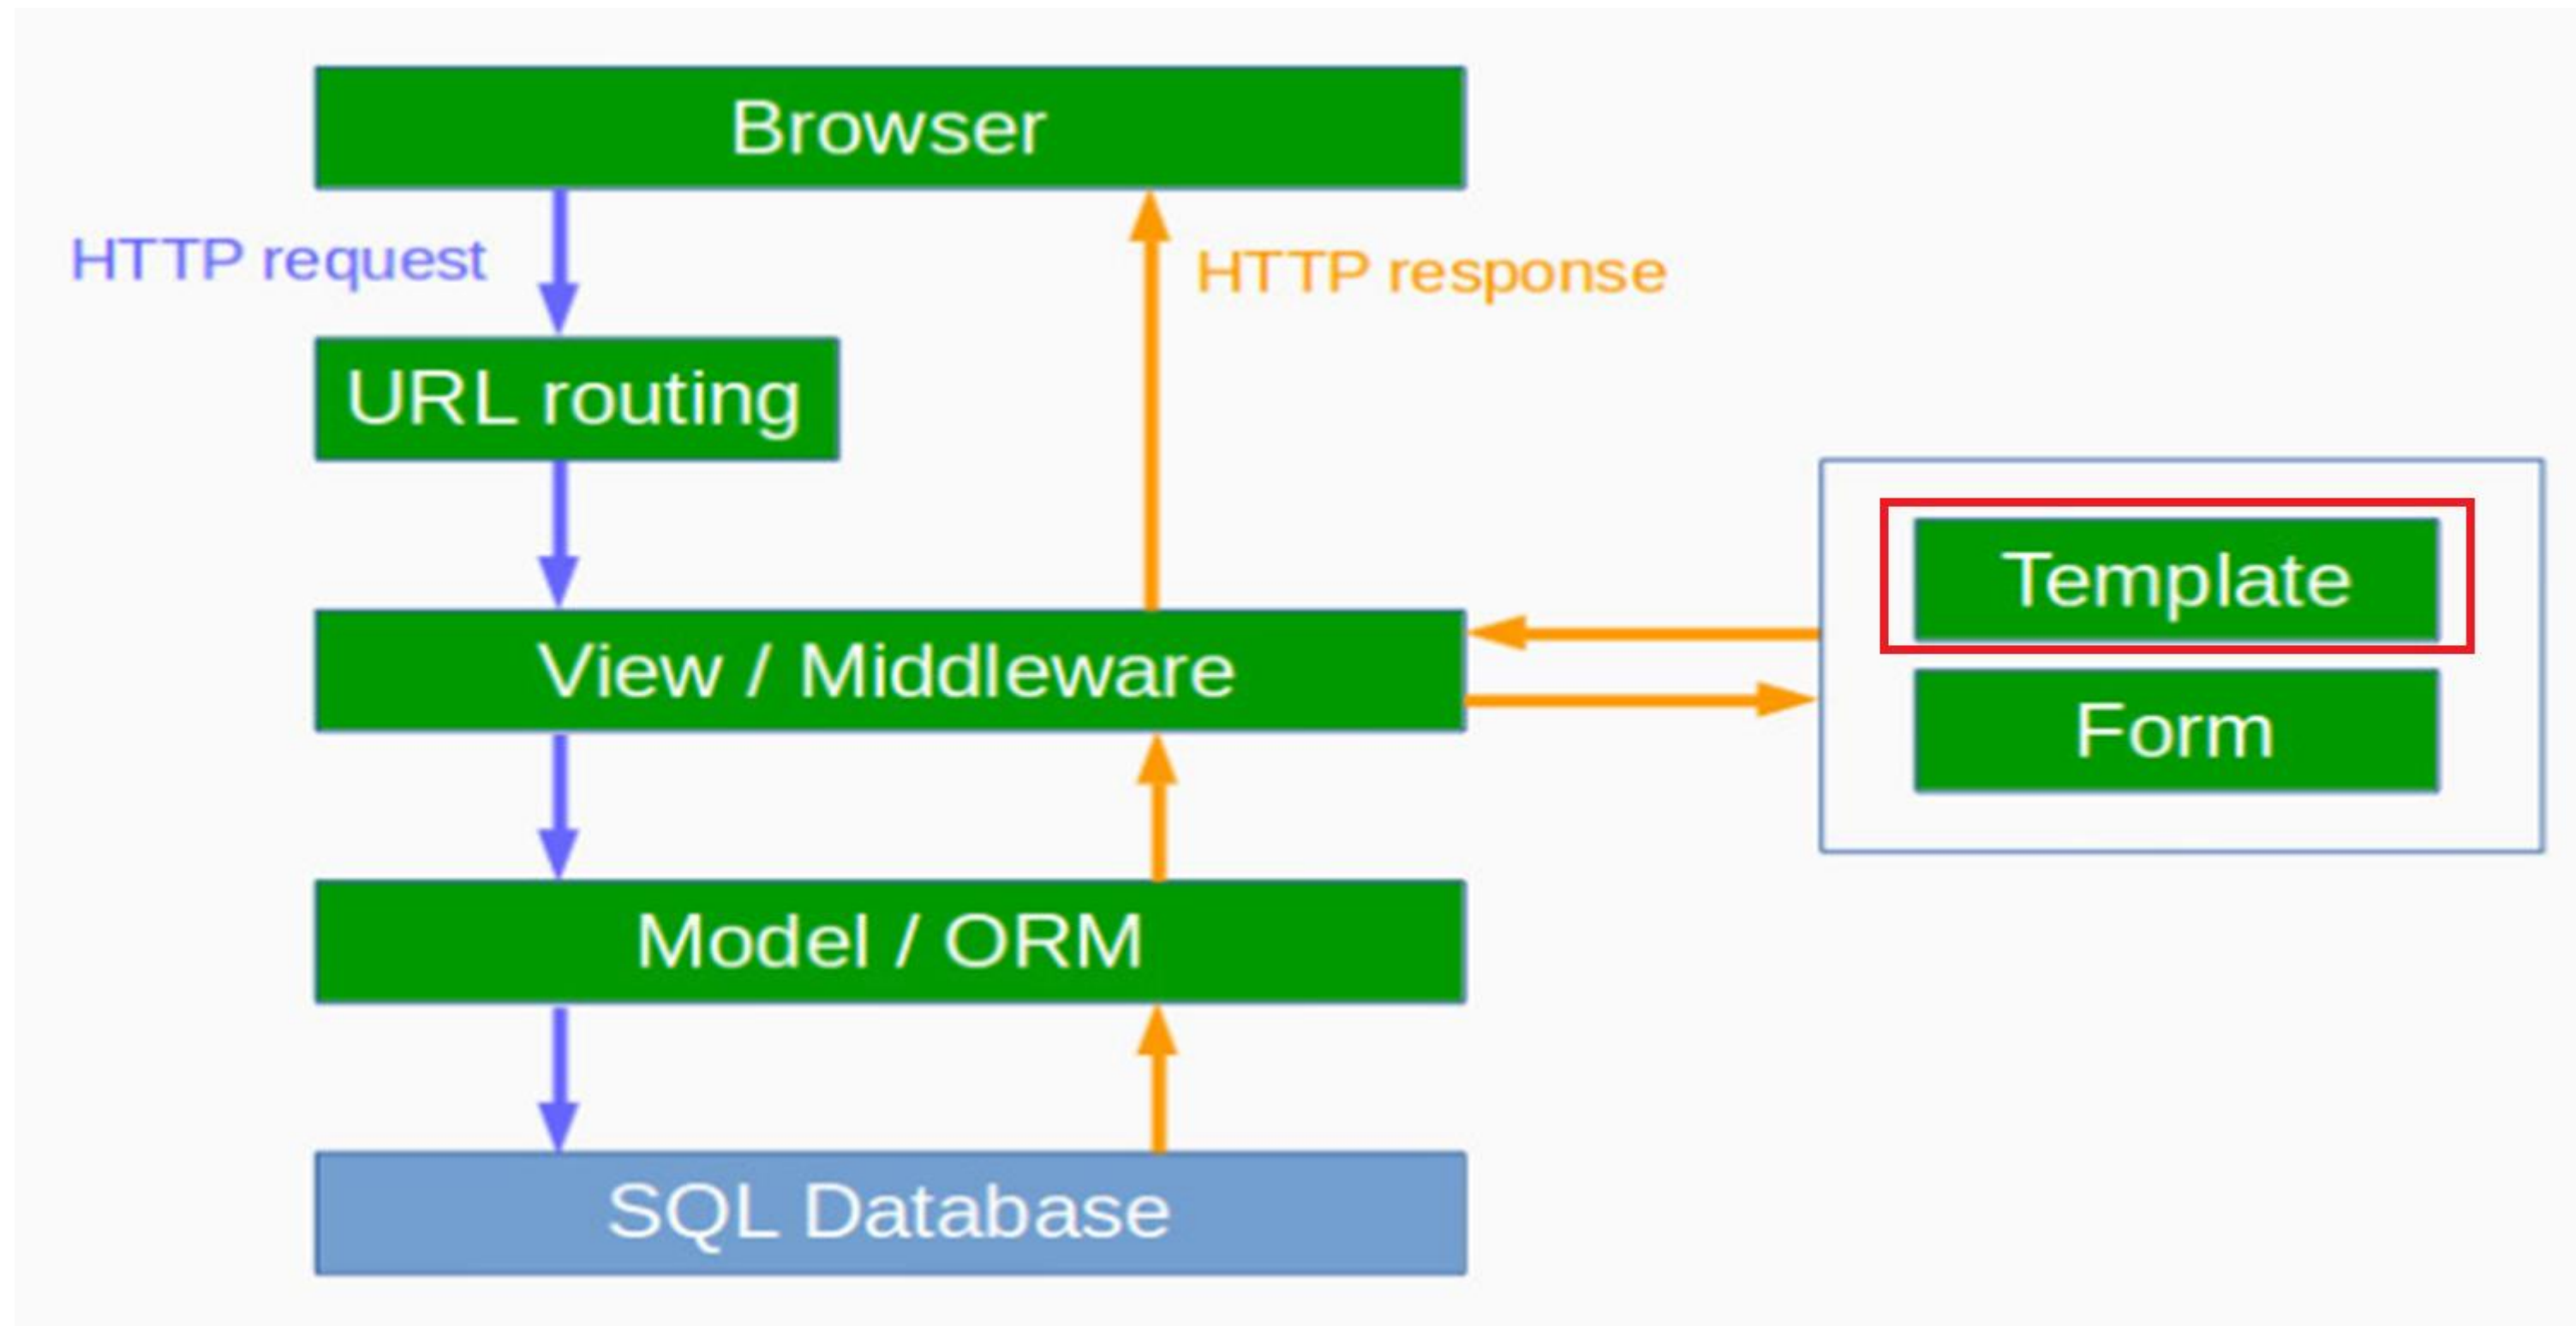 Browser
HTTP request
HTTP response
URL routing
Template
View / Middleware
Form
Model / ORM
SQL Database